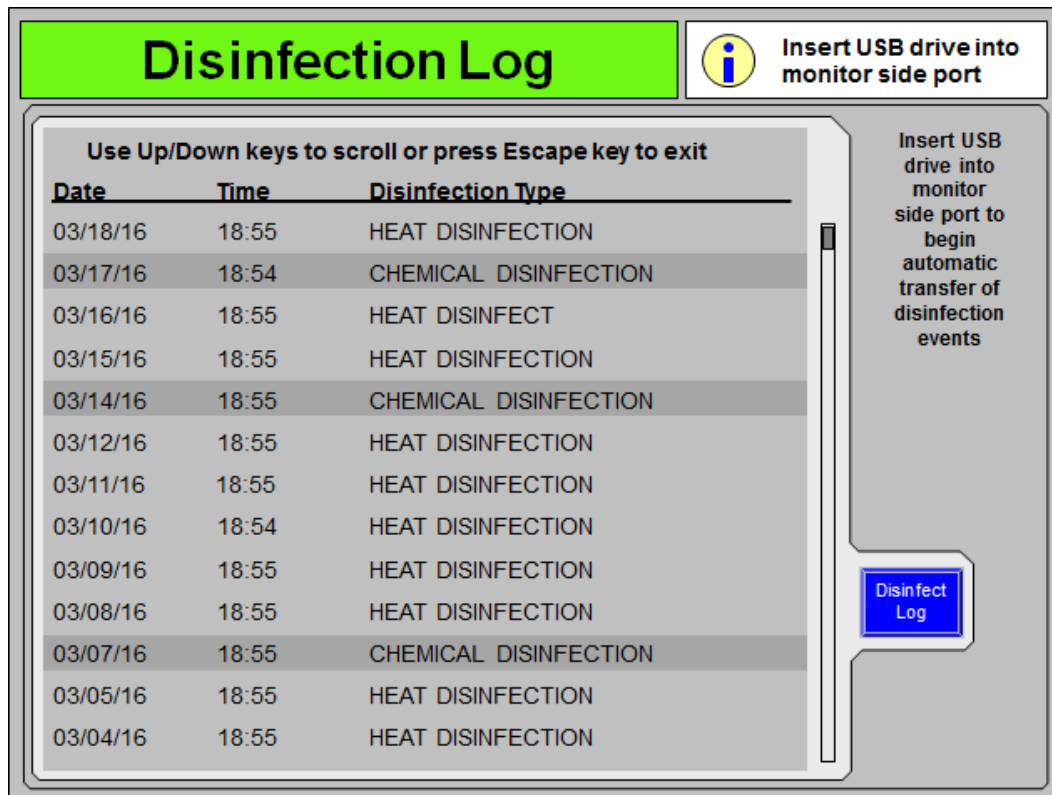 Disinfection Log
Insert USB drive into
monitor side port
Use Up/Down keys to scroll or press Escape key to exit
Date Time Disinfection Type
03/18/16 18:55 HEAT DISINFECTION
03/17/16 18:54 CHEMICAL DISINFECTION
03/16/16 18:55 HEAT DISINFECT
03/15/16 18:55 HEAT DISINFECTION
03/14/16 18:55 CHEMICAL DISINFECTION
03/12/16 18:55 HEAT DISINFECTION
03/11/16 18:55 HEAT DISINFECTION
03/10/16 18:54 HEAT DISINFECTION
03/09/16 18:55 HEAT DISINFECTION
03/08/16 18:55 HEAT DISINFECTION
03/07/16 18:55 CHEMICAL DISINFECTION
03/05/16 18:55 HEAT DISINFECTION
03/04/16 18:55 HEAT DISINFECTION
Insert USB
drive into
monitor
side port to
begin
automatic
transfer of
disinfection
events
Disinfect
Log